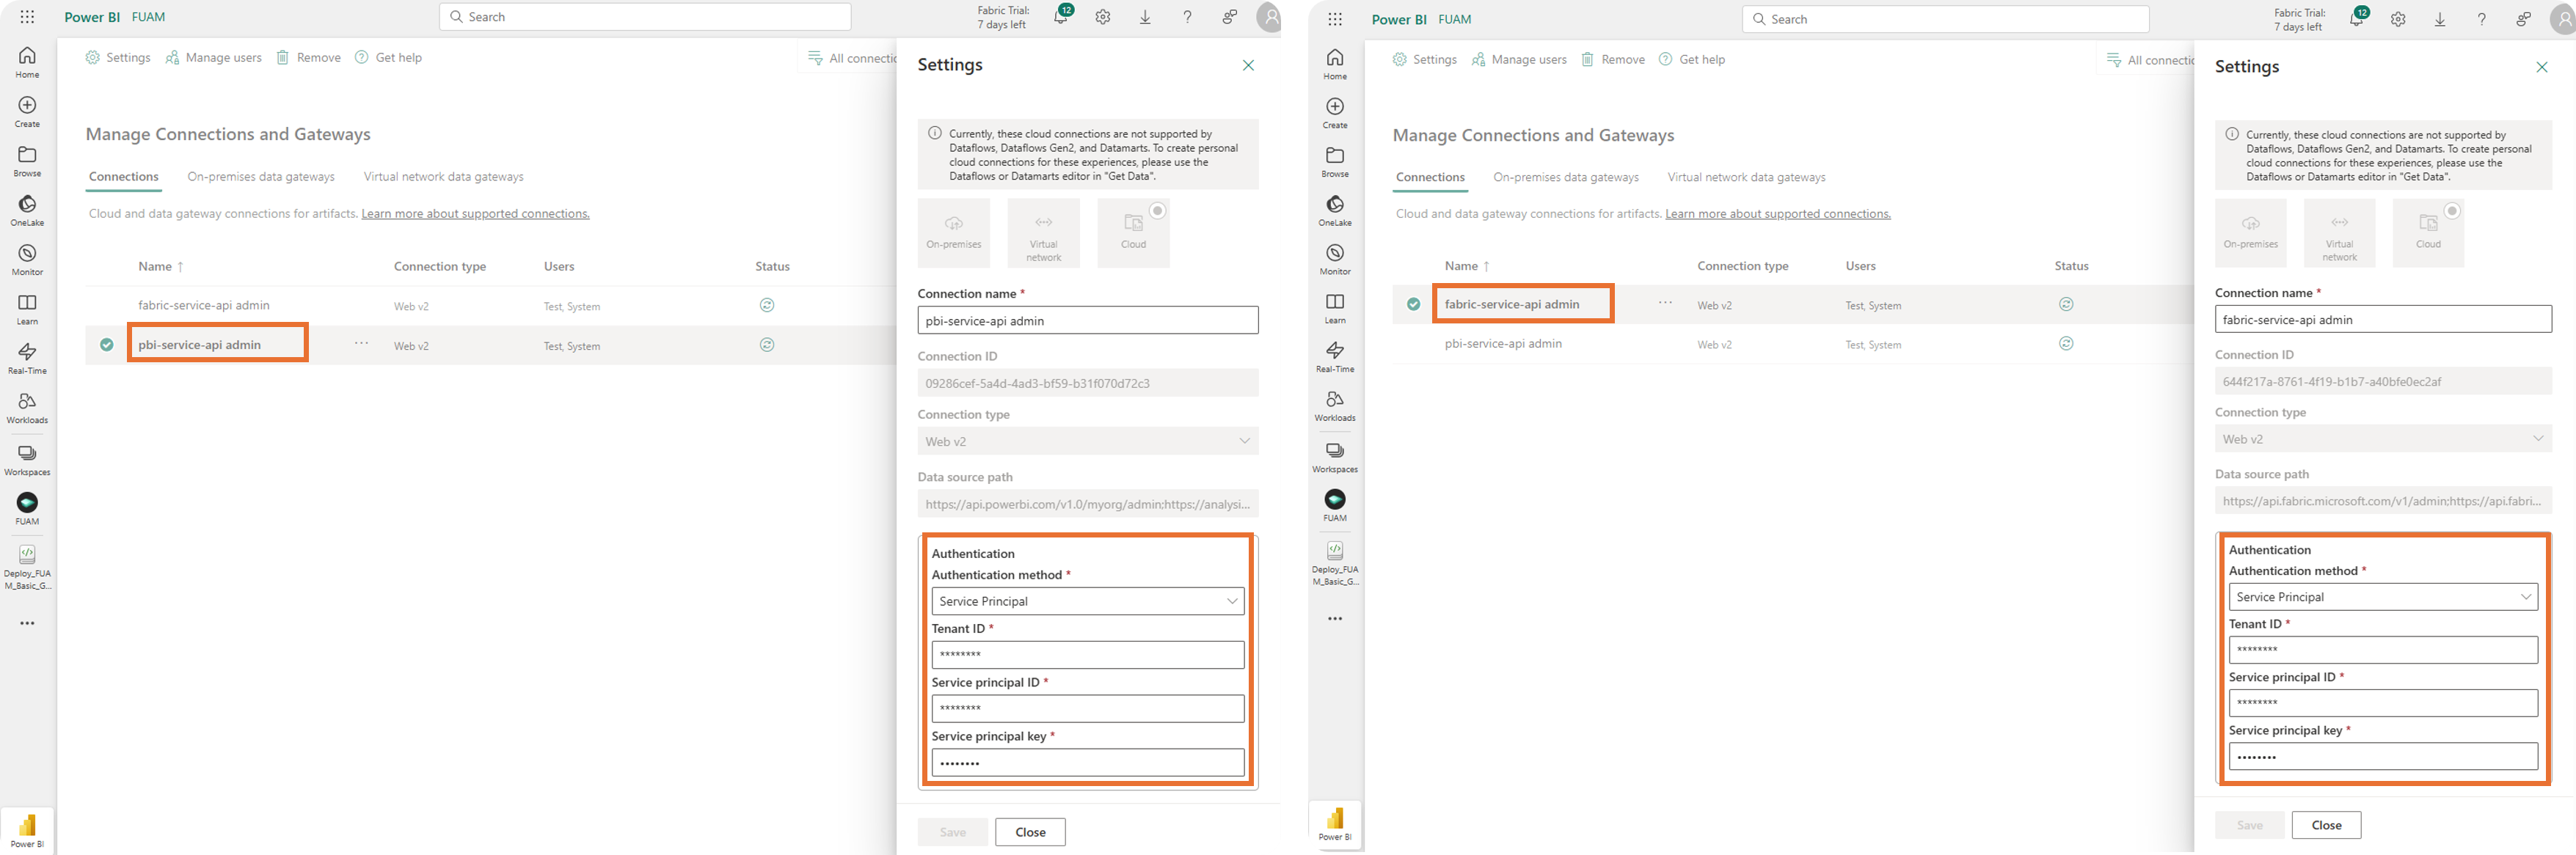 Power BI FUAM
Search
Fabric Trial:
7 days left
12
Home
Create
Browse
OneLake
Monitor
Learn
Real-Time
Workloads
Workspaces
FUAM
Deploy_FUA
M_Basic_G...
Power BI
Settings Manage users Remove Get help
All connectio
Manage Connections and Gateways
Connections On-premises data gateways Virtual network data gateways
Cloud and data gateway connections for artifacts. Learn more about supported connections.
Name ↑ Connection type Users Status
fabric-service-api admin Web v2 Test, System
pbi-service-api admin ... Web v2 Test, System
Settings
Currently, these cloud connections are not supported by
Dataflows, Dataflows Gen2, and Datamarts. To create personal
cloud connections for these experiences, please use the
Dataflows or Datamarts editor in "Get Data".
On-premises
Virtual
network
Cloud
Connection name *
pbi-service-api admin
Connection ID
09286cef-5a4d-4ad3-bf59-b31f070d72c3
Connection type
Web v2
Data source path
https://api.powerbi.com/v1.0/myorg/admin;https://analysi...
Authentication
Authentication method *
Service Principal
Tenant ID *
********
Service principal ID *
********
Service principal key *
••••••••
Save Close
Power BI FUAM
Search
Fabric Trial:
7 days left
12
Home
Create
Browse
OneLake
Monitor
Learn
Real-Time
Workloads
Workspaces
FUAM
Deploy_FUA
M_Basic_G...
Power BI
Settings Manage users Remove Get help
All connectio
Manage Connections and Gateways
Connections On-premises data gateways Virtual network data gateways
Cloud and data gateway connections for artifacts. Learn more about supported connections.
Name ↑ Connection type Users Status
fabric-service-api admin ... Web v2 Test, System
pbi-service-api admin Web v2 Test, System
Settings
Currently, these cloud connections are not supported by
Dataflows, Dataflows Gen2, and Datamarts. To create personal
cloud connections for these experiences, please use the
Dataflows or Datamarts editor in "Get Data".
On-premises
Virtual
network
Cloud
Connection name *
fabric-service-api admin
Connection ID
644f217a-8761-4f19-b1b7-a40bfe0ec2af
Connection type
Web v2
Data source path
https://api.fabric.microsoft.com/v1/admin;https://api.fabri...
Authentication
Authentication method *
Service Principal
Tenant ID *
********
Service principal ID *
********
Service principal key *
••••••••
Save Close